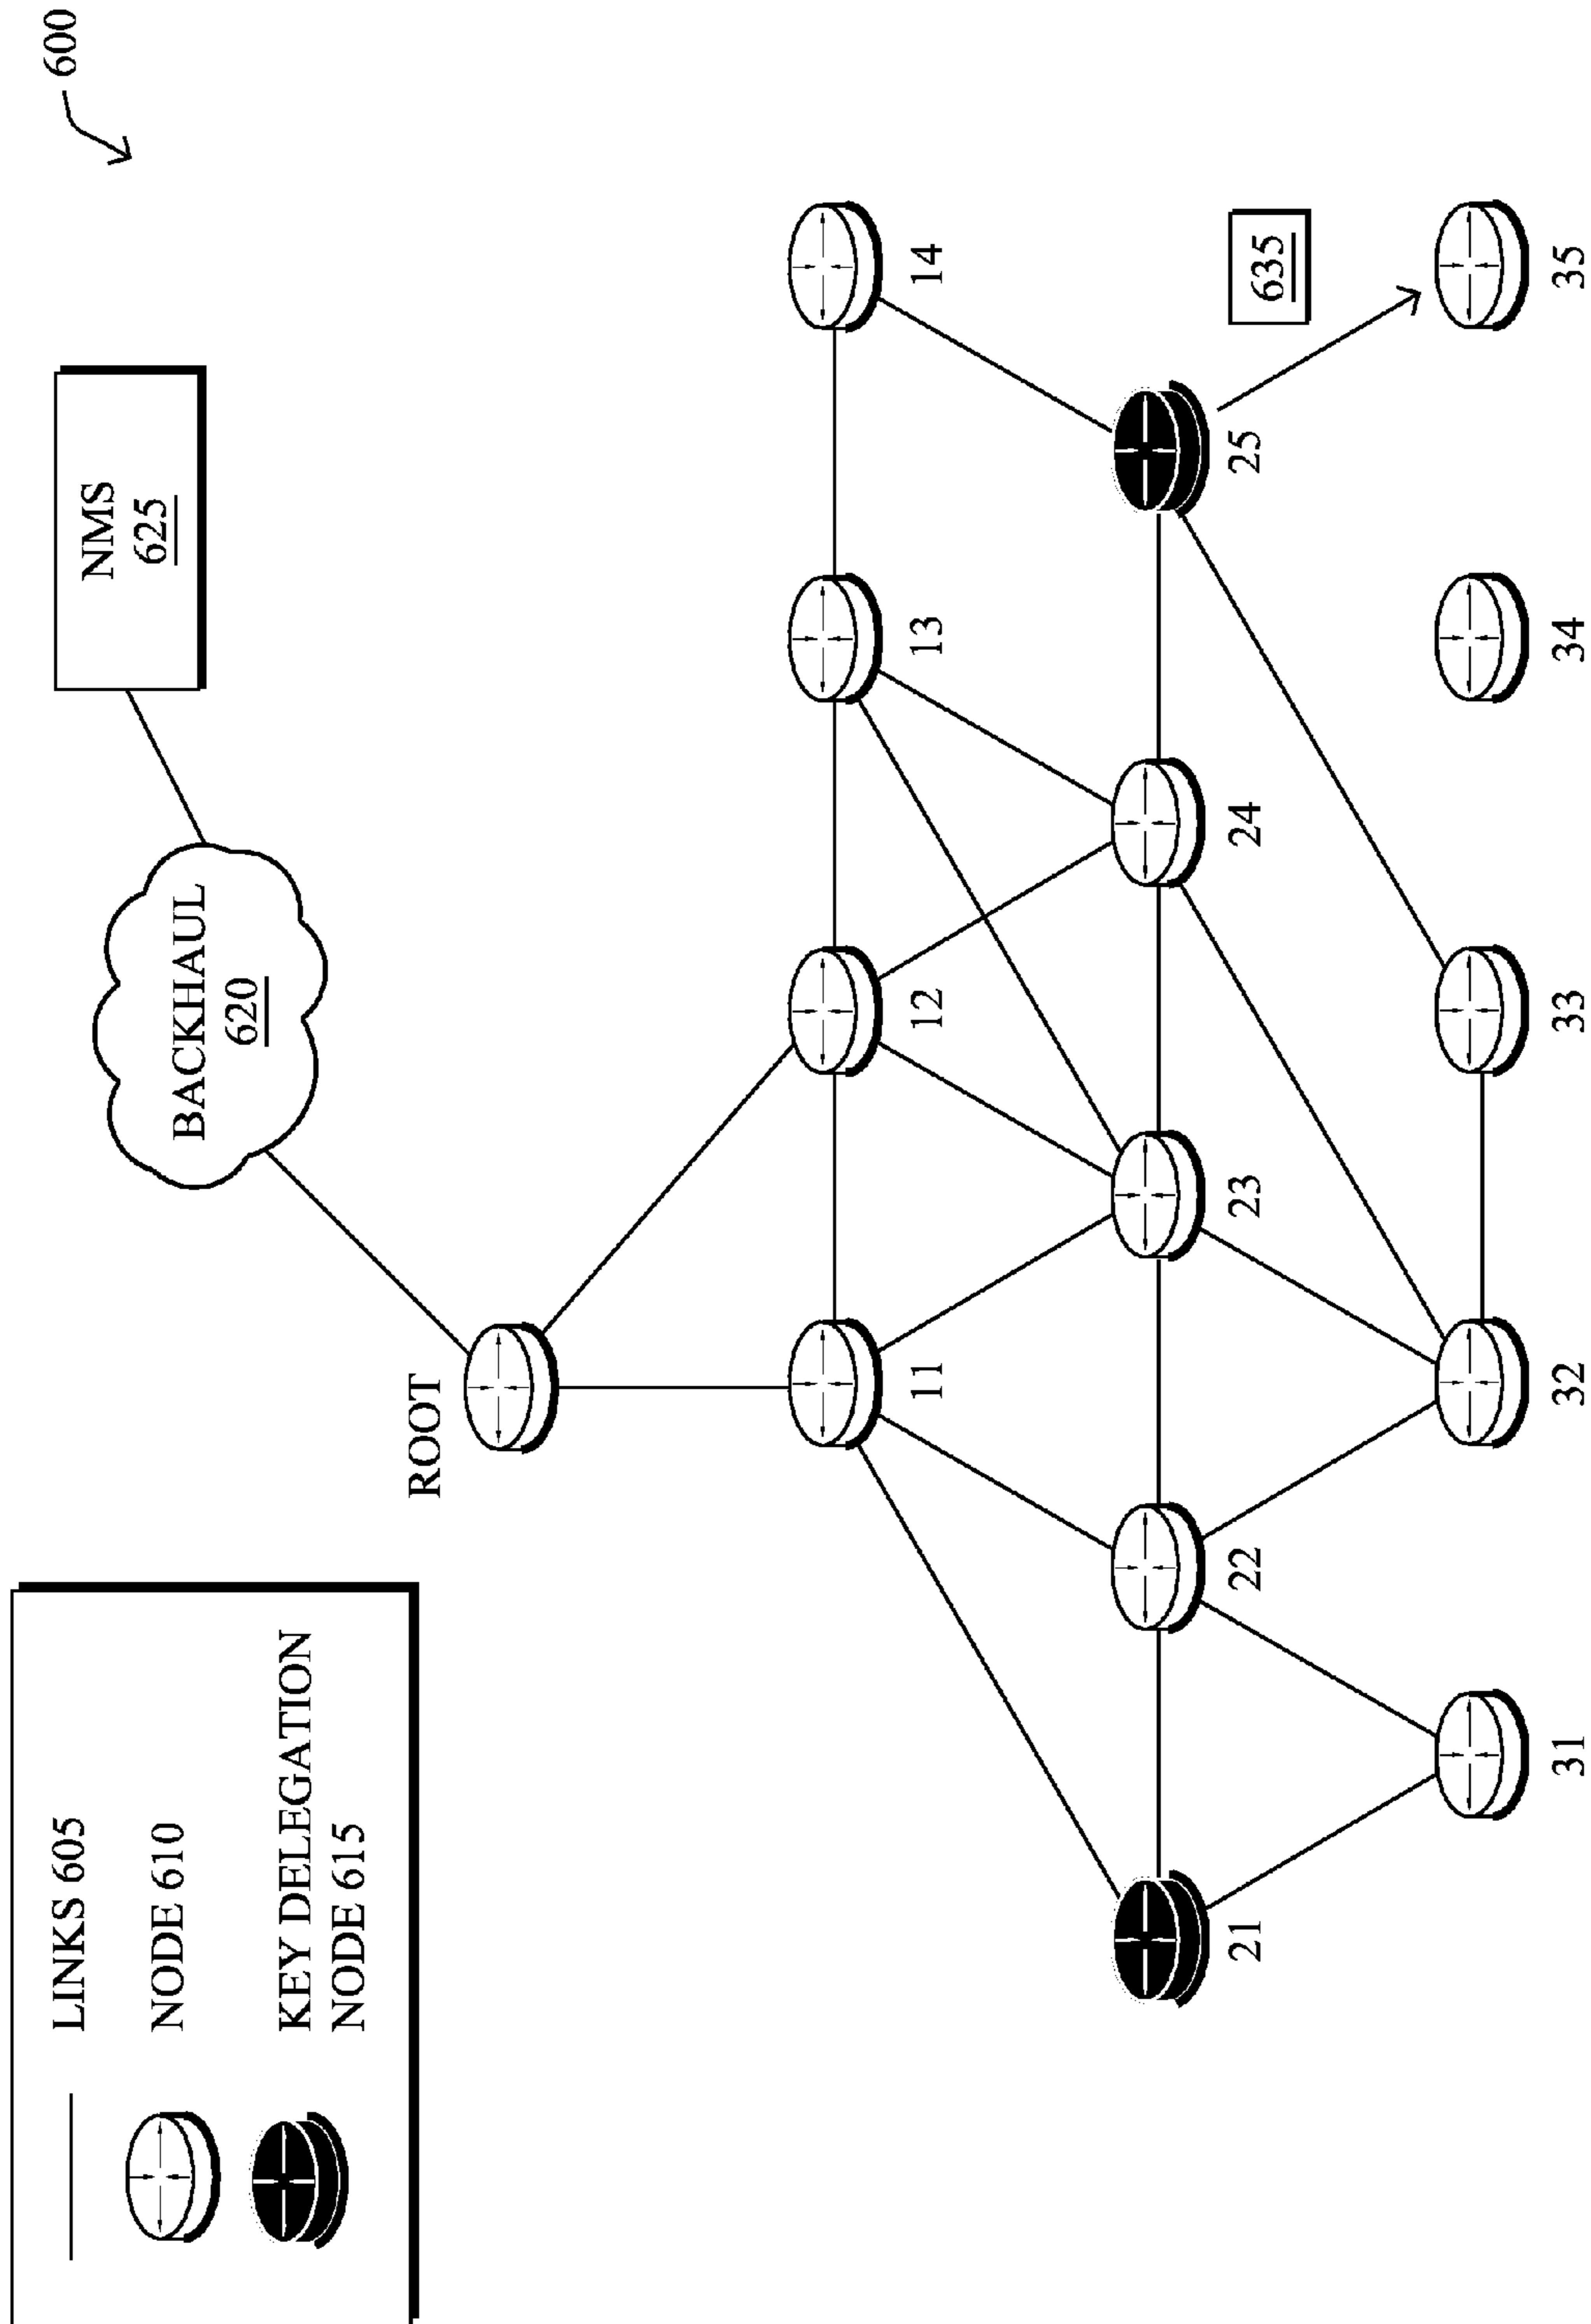 LINKS 605
NODE 610
KEY DELEGATION
NODE 615
600
NMS
625
BACKHAUL
620
ROOT
11
12
13
14
21
22
23
24
25
635
31
32
33
34
35